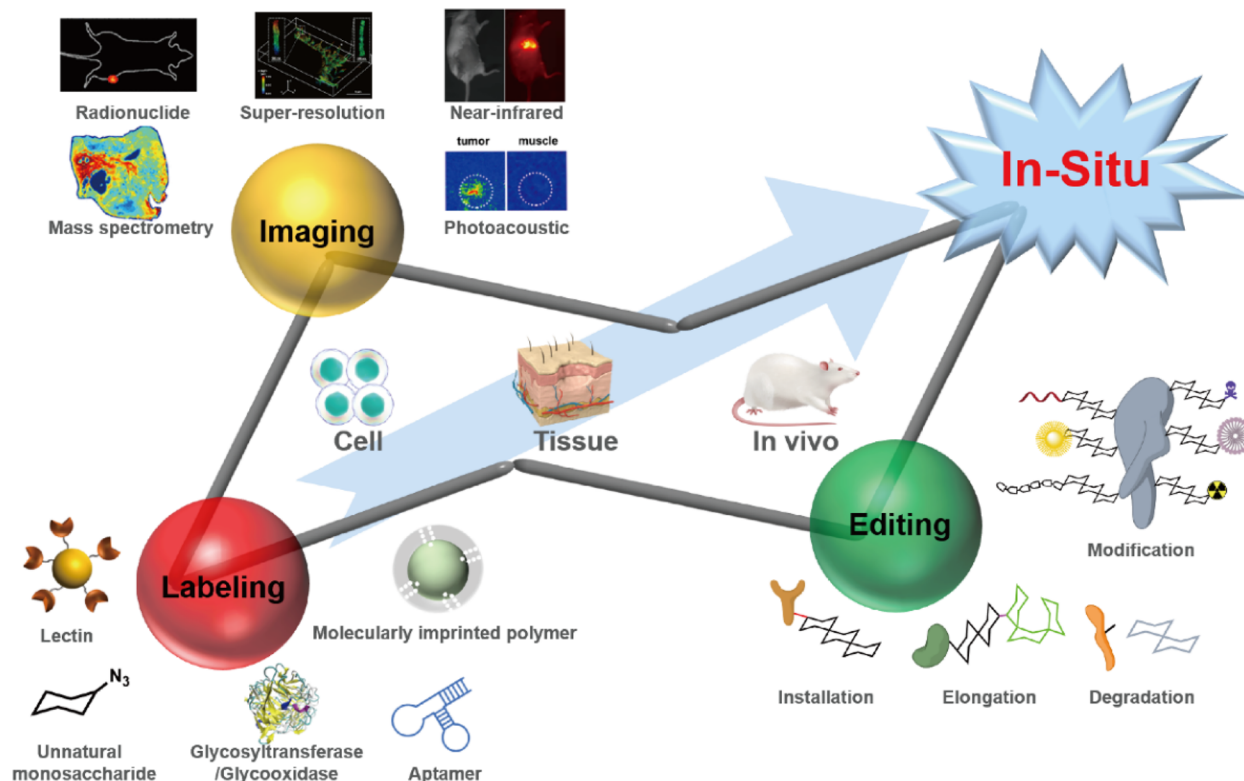 Radionuclide
Super-resolution
Near-infrared
tumor
muscle
Mass spectrometry
Photoacoustic
Imaging
In-Situ
Cell
Tissue
In vivo
Labeling
Editing
Modification
Lectin
Molecularly imprinted polymer
N3
Unnatural
monosaccharide
Glycosyltransferase
/Glycooxidase
Aptamer
Installation
Elongation
Degradation